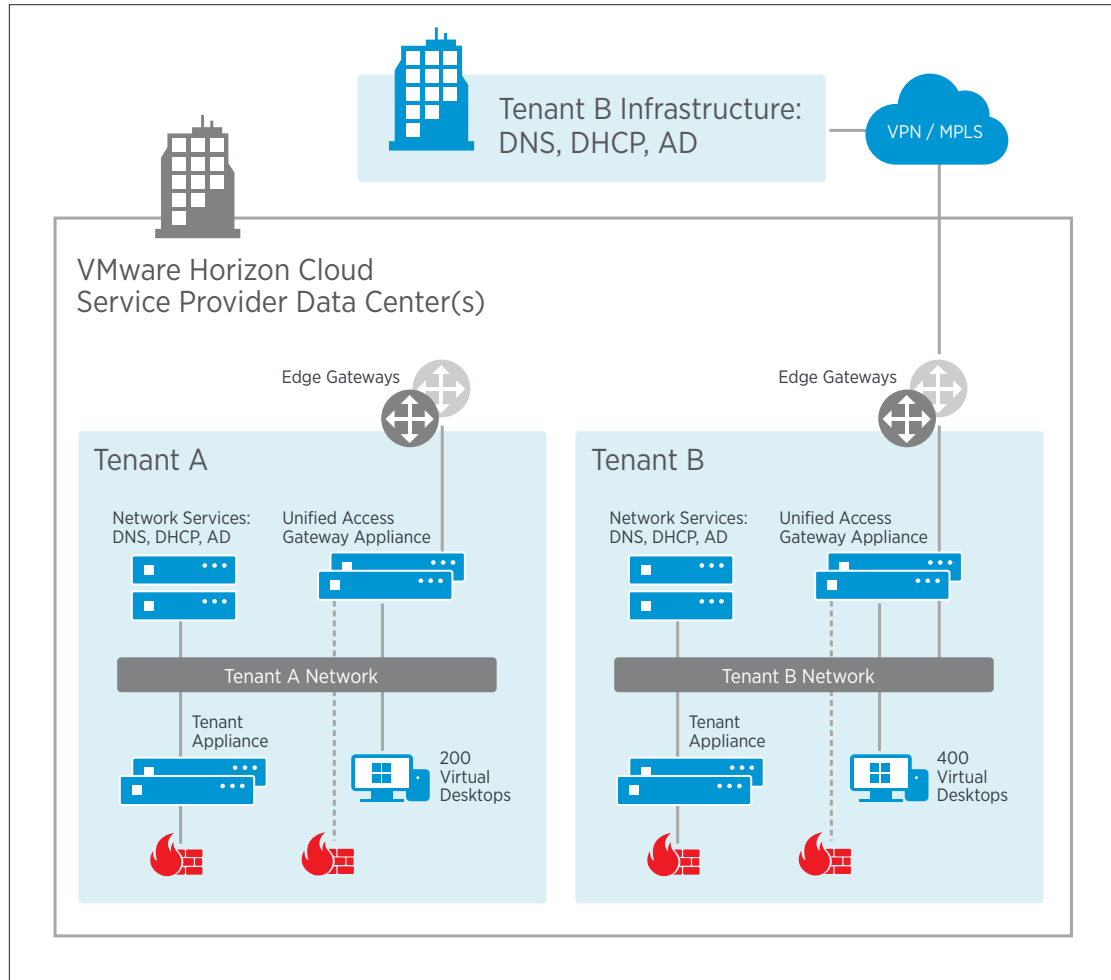 Tenant B Infrastructure:
DNS, DHCP, AD
VPN / MPLS
VMware Horizon Cloud
Service Provider Data Center(s)
Edge Gateways
Edge Gateways
Tenant A
Network Services:
DNS, DHCP, AD
Unified Access
Gateway Appliance
Tenant A Network
Tenant
Appliance
200
Virtual
Desktops
Tenant B
Network Services:
DNS, DHCP, AD
Unified Access
Gateway Appliance
Tenant B Network
Tenant
Appliance
400
Virtual
Desktops